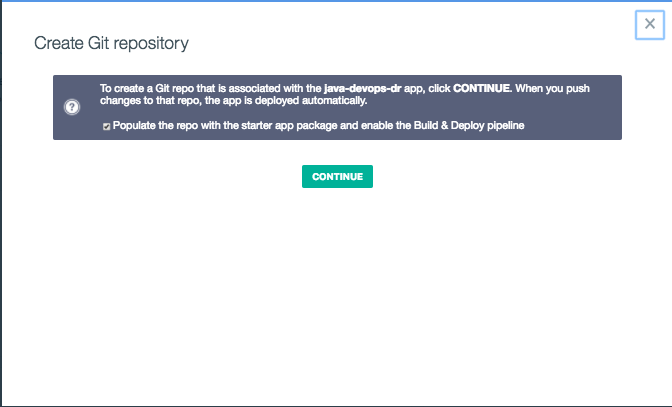 Create Git repository
To create a Git repo that is associated with the java-devops-dr app, click CONTINUE. When you push
changes to that repo, the app is deployed automatically.
Populate the repo with the starter app package and enable the Build & Deploy pipeline
CONTINUE